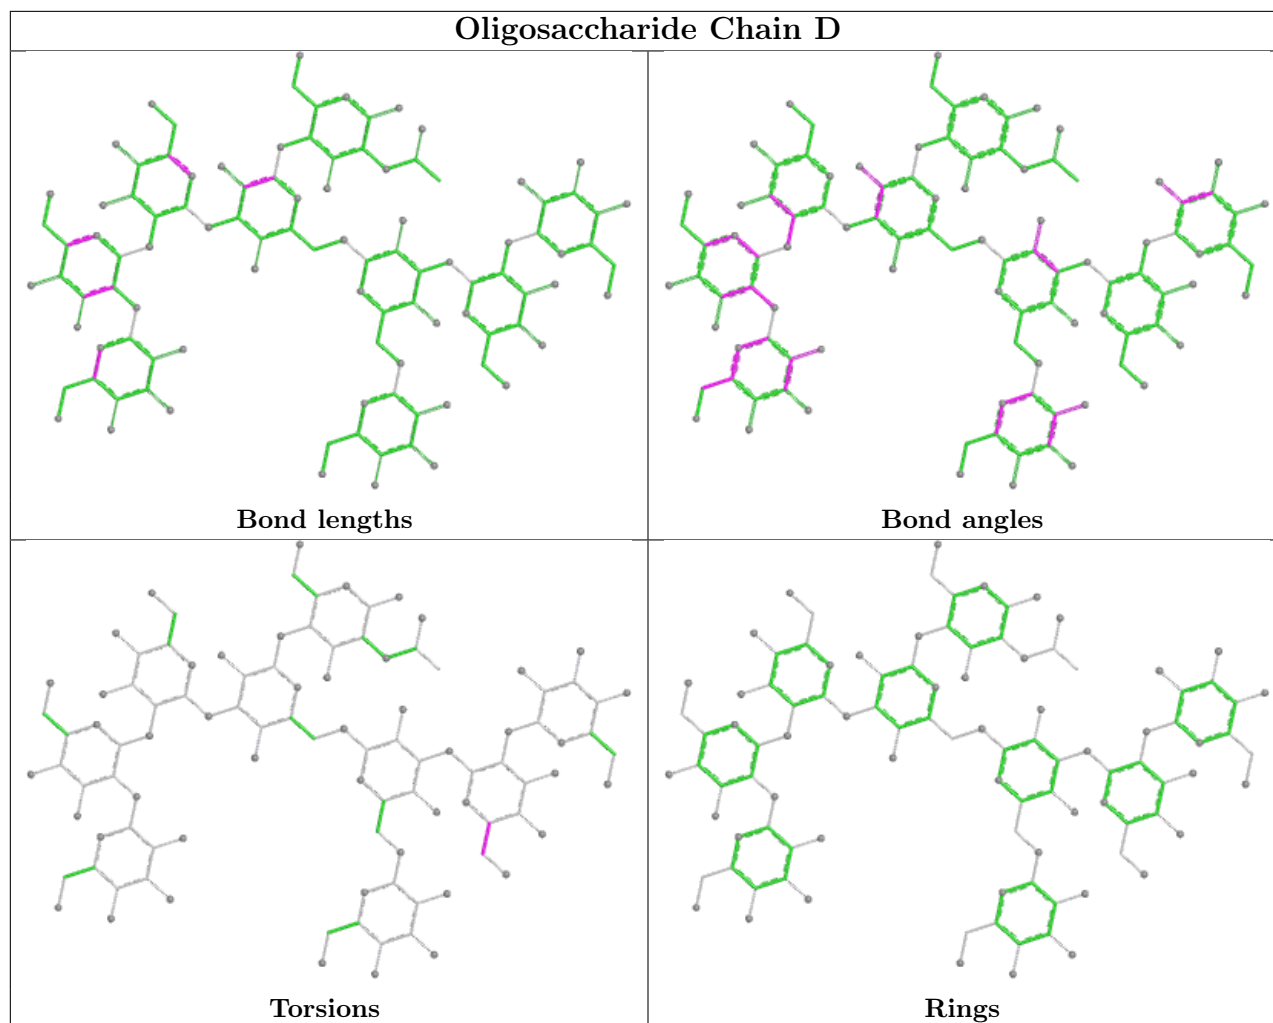 Oligosaccharide Chain D
Bond lengths
Bond angles
Torsions
Rings